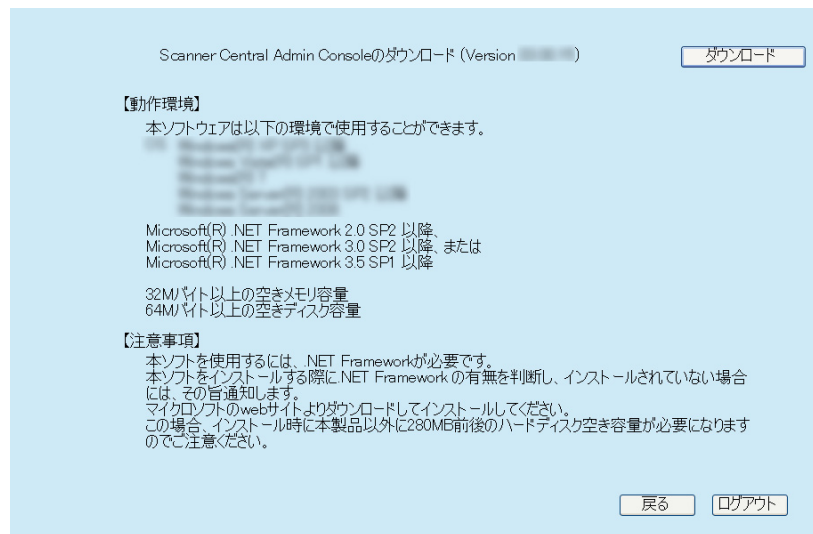 Scanner Central Admin Consoleのダウンロード (Version )
ダウンロード
【動作環境】
本ソフトウェアは以下の環境で使用することができます。
Microsoft(R) .NET Framework 2.0 SP2 以降、
Microsoft(R) .NET Framework 3.0 SP2 以降、または
Microsoft(R) .NET Framework 3.5 SP1 以降
32Mバイト以上の空きメモリ容量
64Mバイト以上の空きディスク容量
【注意事項】
本ソフトを使用するには、.NET Frameworkが必要です。
本ソフトをインストールする際に.NET Framework の有無を判断し、インストールされていない場合
には、その旨通知します。
マイクロソフトのwebサイトよりダウンロードしてインストールしてください。
この場合、インストール時に本製品以外に280MB前後のハードディスク空き容量が必要になります
のでご注意ください。
戻る
ログアウト